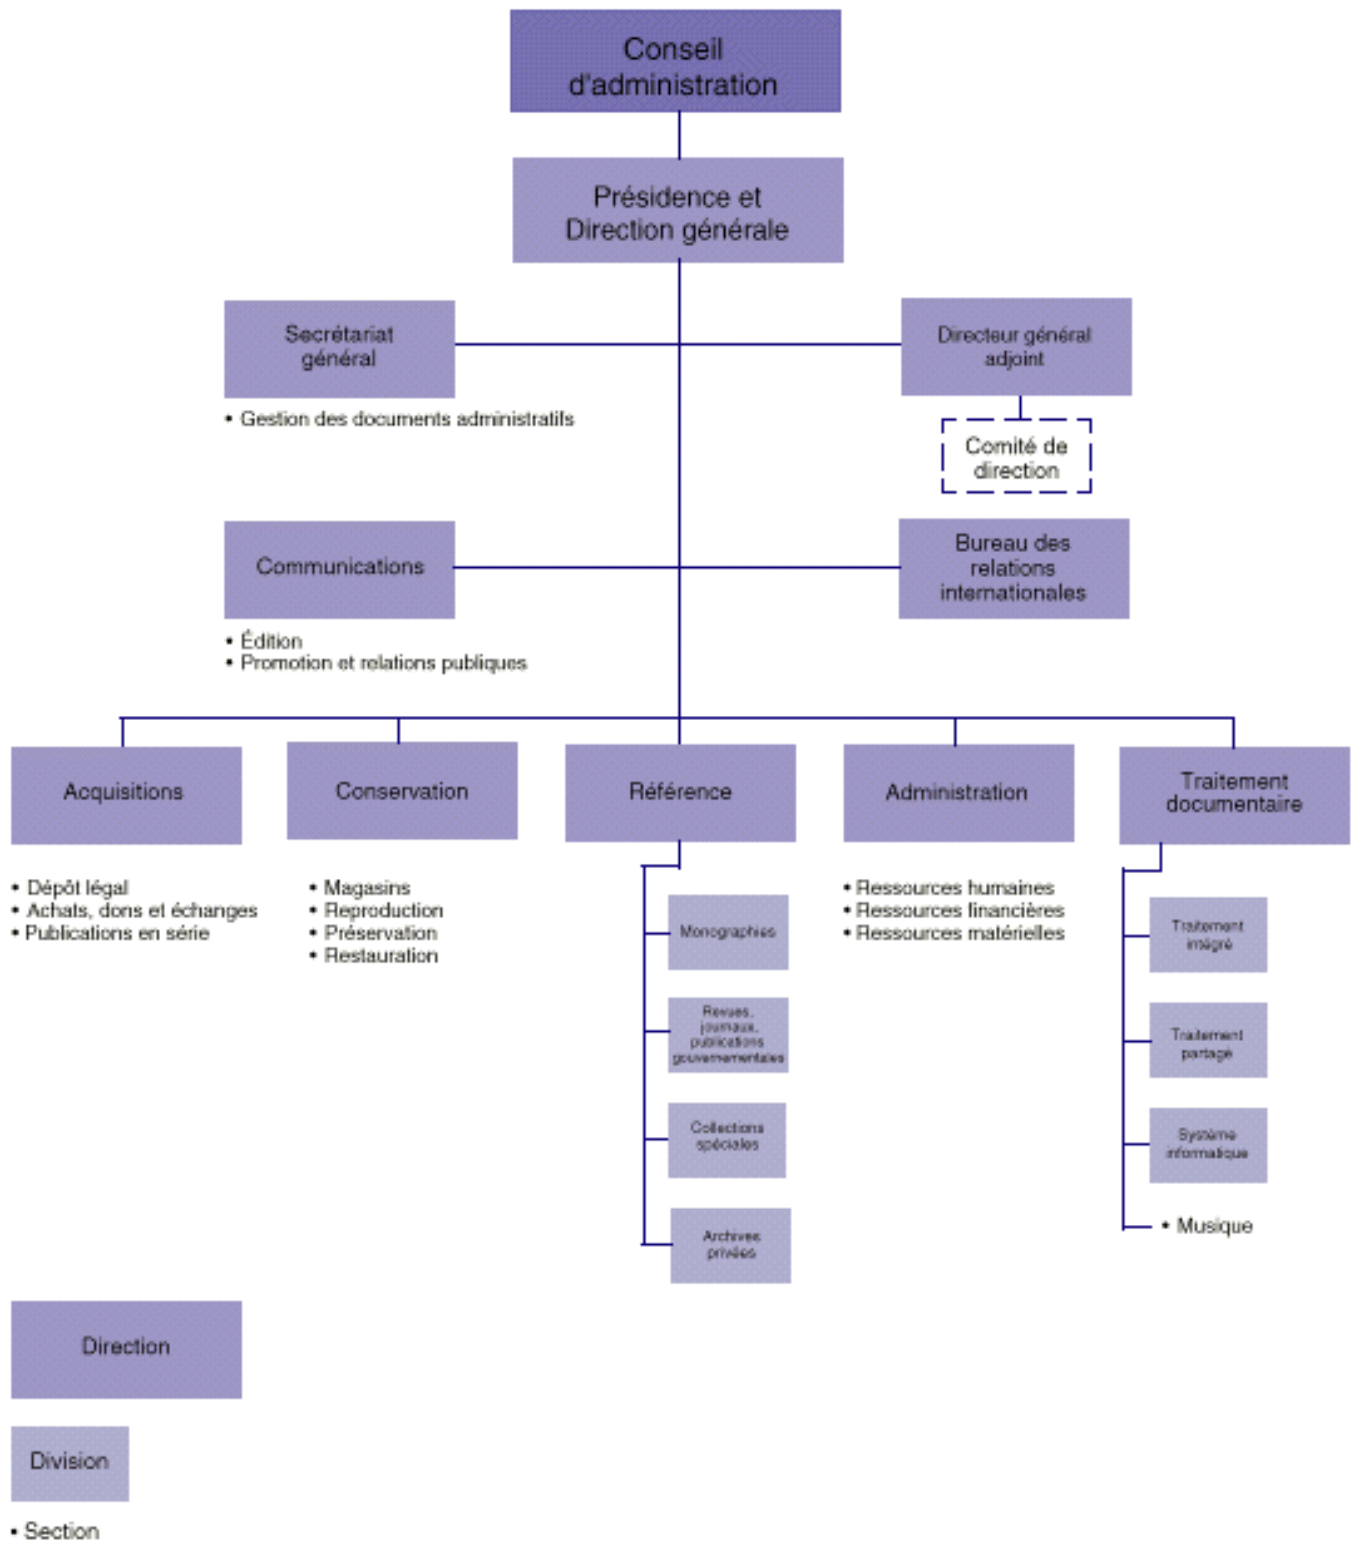 Conseil
d'administration
Présidence et
Direction générale
Secrétariat
général
• Gestion des documents administratifs
Directeur général
adjoint
Comité de
direction
Communications
• Édition
• Promotion et relations publiques
Bureau des
relations
internationales
Acquisitions
• Dépôt légal
• Achats, dons et échanges
• Publications en série
Conservation
• Magasins
• Reproduction
• Préservation
• Restauration
Référence
Monographies
Revues,
journaux,
publications
gouvernementales
Collections
spéciales
Archives
privées
Administration
• Ressources humaines
• Ressources financières
• Ressources matérielles
Traitement
documentaire
Traitement
intégré
Traitement
partagé
Système
informatique
• Musique
Direction
Division
• Section